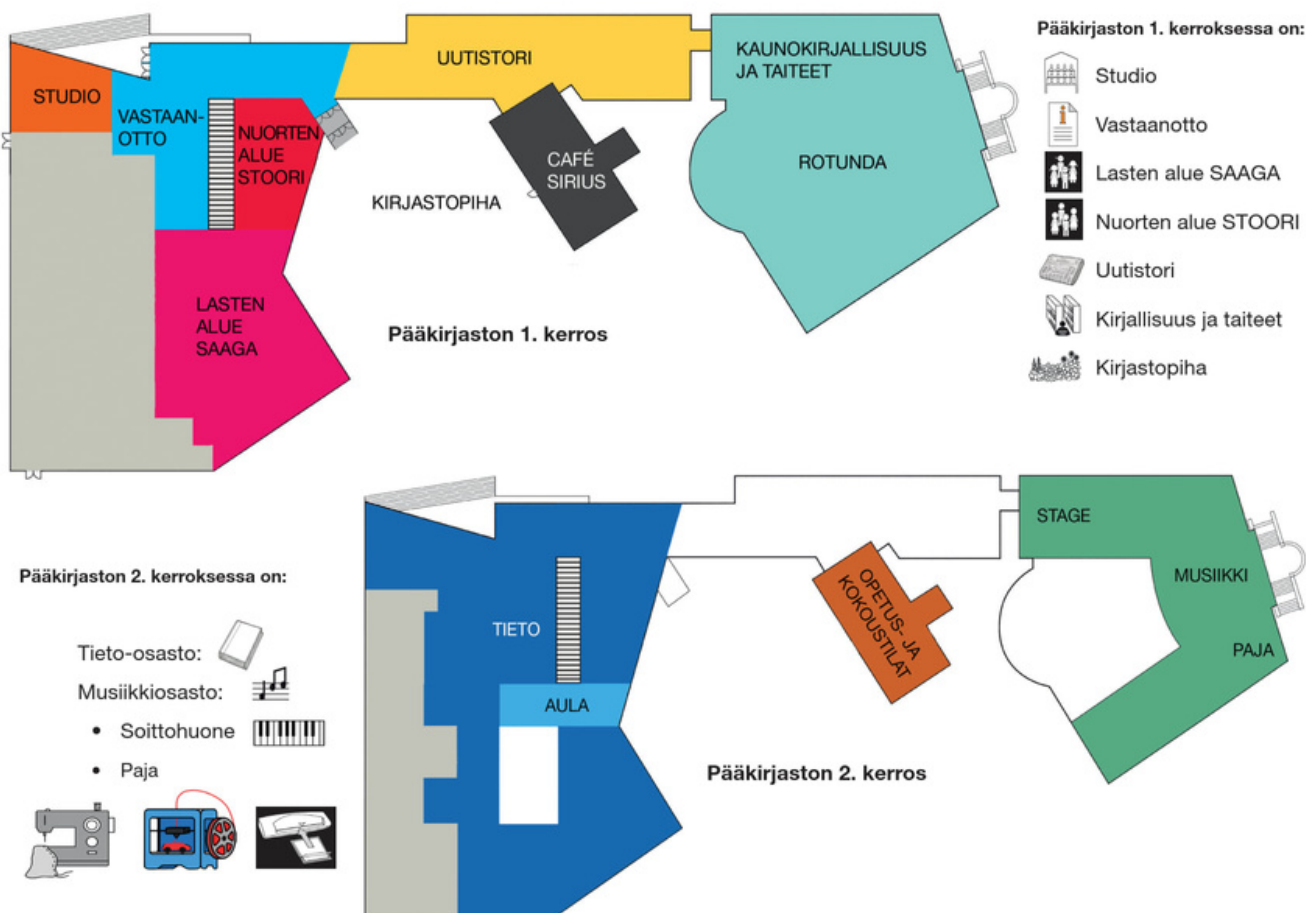 STUDIO
VASTAAN-
OTTO
NUORTEN
ALUE
STOORI
LASTEN
ALUE
SAAGA
UUTISTORI
CAFÉ
SIRIUS
KIRJASTOPIHA
KAUNOKIRJALLISUUS
JA TAITEET
ROTUNDA
Pääkirjaston 1. kerros
Pääkirjaston 1. kerroksessa on:
i
Studio
Vastaanotto
Lasten alue SAAGA
Nuorten alue STOORI
Uutistori
Kirjallisuus ja taiteet
Kirjastopiha
Pääkirjaston 2. kerroksessa on:
Tieto-osasto:
Musiikkiosasto:
• Soittohuone
• Paja
TIETO
AULA
OPETUS- JA
KOKOUSTILAT
STAGE
MUSIIKKI
PAJA
Pääkirjaston 2. kerros